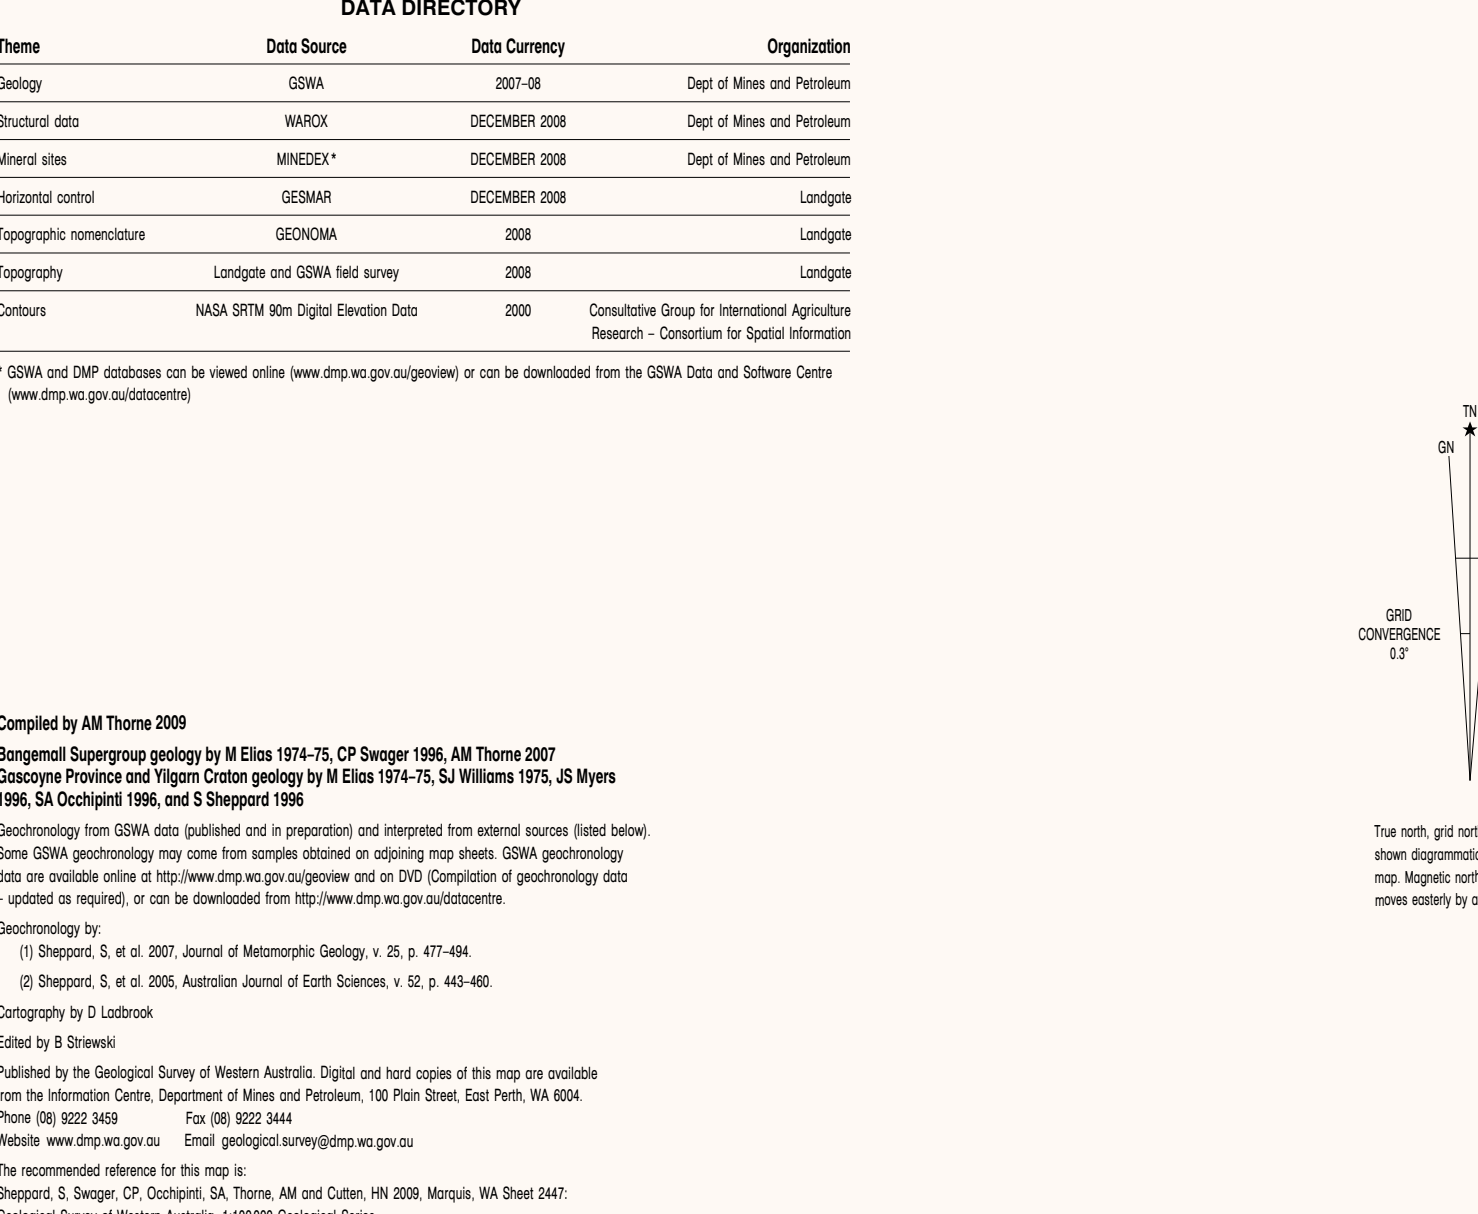 DATA DIRECTORY
Theme Data Source Data Currency Organization
Geology GSWA 2007–08 Dept of Mines and Petroleum
Structural data WAROX DECEMBER 2008 Dept of Mines and Petroleum
Mineral sites MINEDEX* DECEMBER 2008 Dept of Mines and Petroleum
Horizontal control GESMAR DECEMBER 2008 Landgate
Topographic nomenclature GEONOMA 2008 Landgate
Topography Landgate and GSWA field survey 2008 Landgate
Contours NASA SRTM 90m Digital Elevation Data 2000 Consultative Group for International Agriculture
Research – Consortium for Spatial Information
* GSWA and DMP databases can be viewed online (www.dmp.wa.gov.au/geoview) or can be downloaded from the GSWA Data and Software Centre
(www.dmp.wa.gov.au/datacentre)
TN
GN
GRID
CONVERGENCE
0.3°
Compiled by AM Thorne 2009
Bangemall Supergroup geology by M Elias 1974–75, CP Swager 1996, AM Thorne 2007
Gascoyne Province and Yilgarn Craton geology by M Elias 1974–75, SJ Williams 1975, JS Myers
1996, SA Occhipinti 1996, and S Sheppard 1996
Geochronology from GSWA data (published and in preparation) and interpreted from external sources (listed below).
Some GSWA geochronology may come from samples obtained on adjoining map sheets. GSWA geochronology
data are available online at http://www.dmp.wa.gov.au/geoview and on DVD (Compilation of geochronology data
– updated as required), or can be downloaded from http://www.dmp.wa.gov.au/datacentre.
Geochronology by:
(1) Sheppard, S, et al. 2007, Journal of Metamorphic Geology, v. 25, p. 477–494.
(2) Sheppard, S, et al. 2005, Australian Journal of Earth Sciences, v. 52, p. 443–460.
Cartography by D Ladbrook
Edited by B Striewski
Published by the Geological Survey of Western Australia. Digital and hard copies of this map are available
from the Information Centre, Department of Mines and Petroleum, 100 Plain Street, East Perth, WA 6004.
Phone (08) 9222 3459 Fax (08) 9222 3444
Website www.dmp.wa.gov.au Email geological.survey@dmp.wa.gov.au
The recommended reference for this map is:
Sheppard, S, Swager, CP, Occhipinti, SA, Thorne, AM and Cutten, HN 2009, Marquis, WA Sheet 2447:
Geological Survey of Western Australia, 1:100 000 Geological Series.
True north, grid
shown
map. Magnetic
moves easterly by